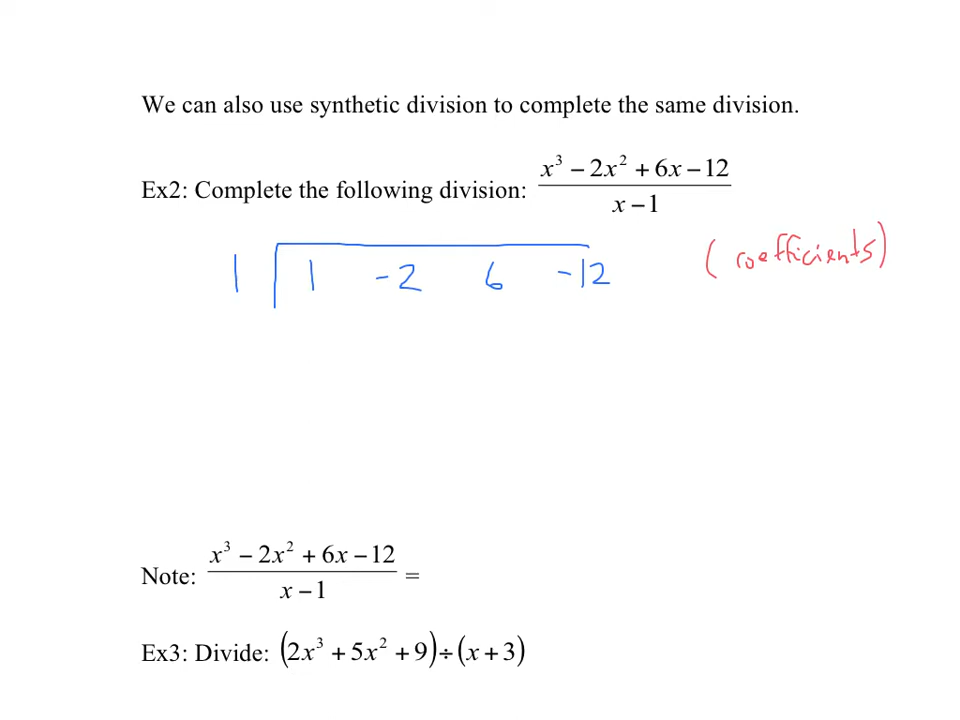 We can also use synthetic division to complete the same division.
Ex2: Complete the following division: (x³ − 2x² + 6x − 12)/(x − 1)
1 | 1 -2 6 -12 (coefficients)
Note: (x³ − 2x² + 6x − 12)/(x − 1) =
Ex3: Divide: (2x³ + 5x² + 9) ÷ (x + 3)